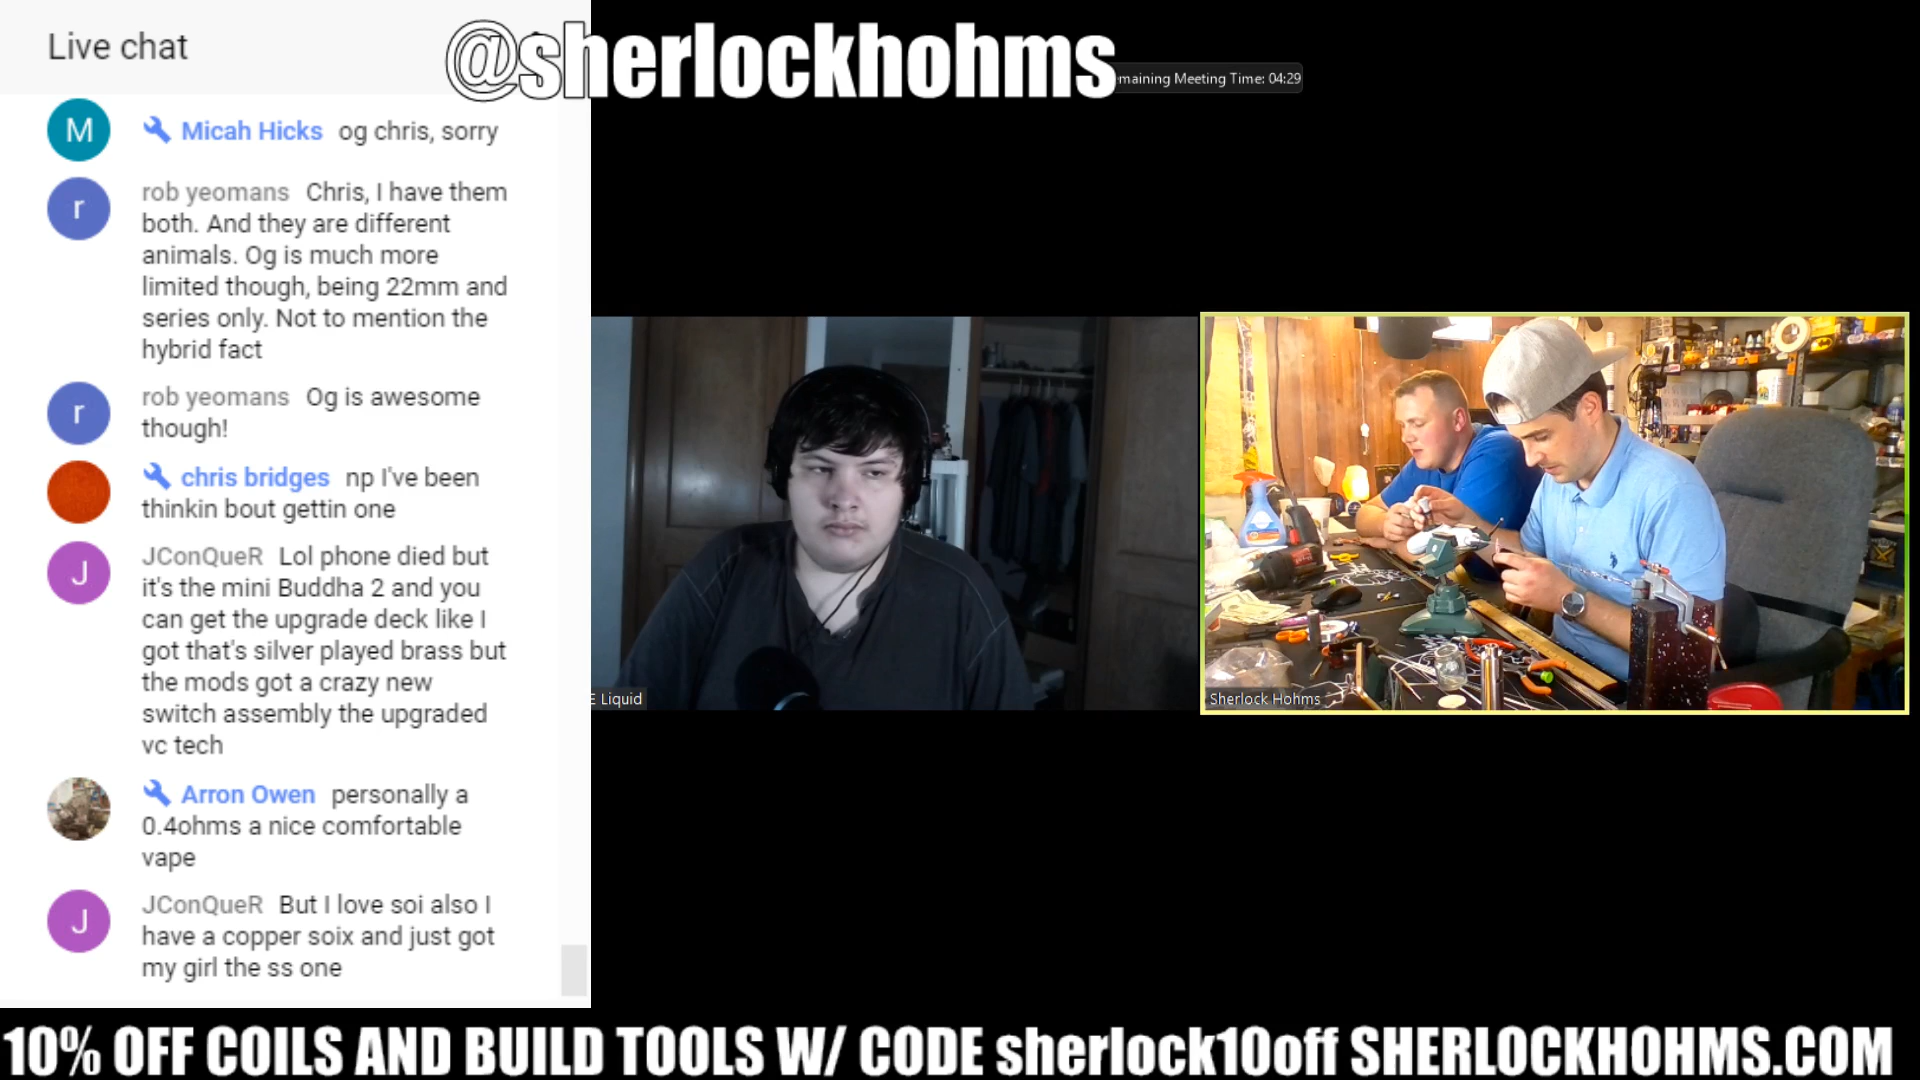 Live chat
@sherlockhohms
maining Meeting Time: 04:29
M
Micah Hicks og chris, sorry
r
rob yeomans Chris, I have them
both. And they are different
animals. Og is much more
limited though, being 22mm and
series only. Not to mention the
hybrid fact
r
rob yeomans Og is awesome
though!
chris bridges np I've been
thinkin bout gettin one
J
JConQueR Lol phone died but
it's the mini Buddha 2 and you
can get the upgrade deck like I
got that's silver played brass but
the mods got a crazy new
switch assembly the upgraded
vc tech
Arron Owen personally a
0.4ohms a nice comfortable
vape
J
JConQueR But I love soi also I
have a copper soix and just got
my girl the ss one
E Liquid
Sherlock Hohms
10% OFF COILS AND BUILD TOOLS W/ CODE sherlock10off SHERLOCKHOHMS.COM